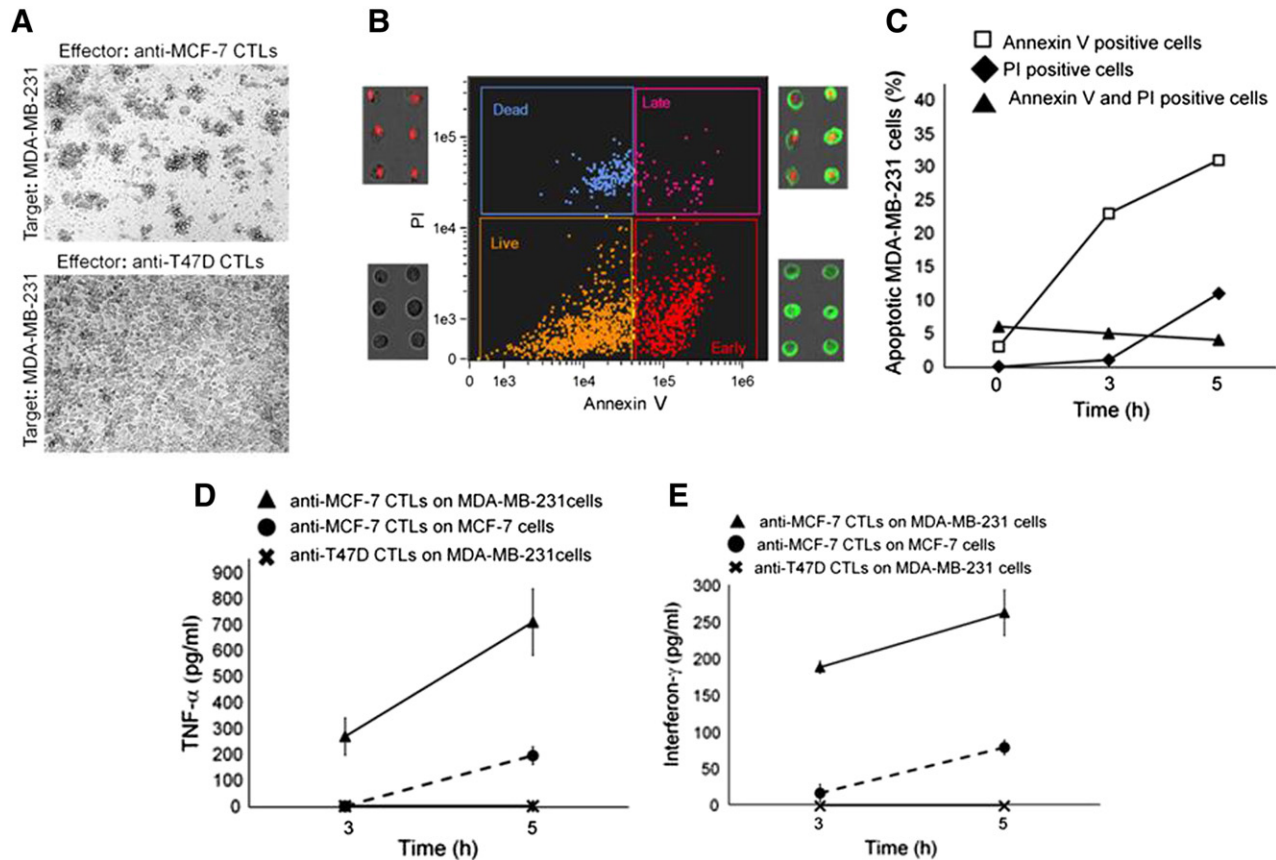 A
Effector: anti-MCF-7 CTLs
Target: MDA-MB-231
Effector: anti-T47D CTLs
Target: MDA-MB-231
B
Dead
Late
Live
Early
PI
1e5
1e4
1e3
0
0 1e3 1e4 1e5 1e6
Annexin V
C
Annexin V positive cells
PI positive cells
Annexin V and PI positive cells
Apoptotic MDA-MB-231 cells (%)
40
35
30
25
20
15
10
5
0
0 3 5
Time (h)
D
anti-MCF-7 CTLs on MDA-MB-231cells
anti-MCF-7 CTLs on MCF-7 cells
anti-T47D CTLs on MDA-MB-231cells
TNF-α (pg/ml)
900
800
700
600
500
400
300
200
100
0
3 5
Time (h)
E
anti-MCF-7 CTLs on MDA-MB-231 cells
anti-MCF-7 CTLs on MCF-7 cells
anti-T47D CTLs on MDA-MB-231 cells
Interferon-γ (pg/ml)
300
250
200
150
100
50
0
3 5
Time (h)